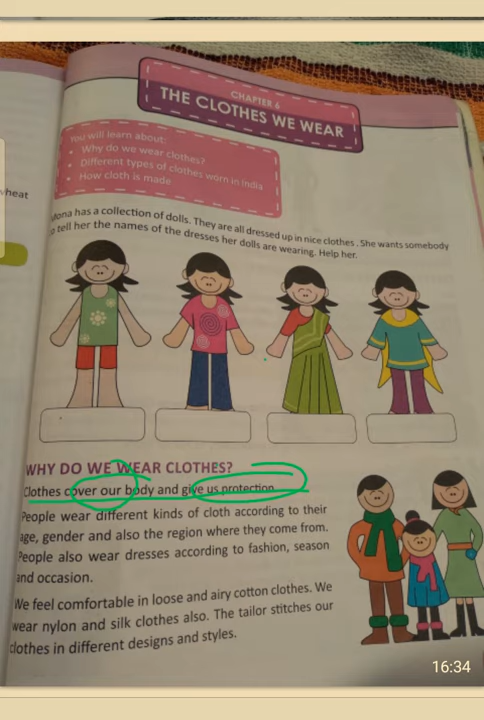 wheat
CHAPTER 6
THE CLOTHES WE WEAR
You will learn about:
• Why do we wear clothes?
• Different types of clothes worn in India
• How cloth is made
Mona has a collection of dolls. They are all dressed up in nice clothes. She wants somebody
to tell her the names of the dresses her dolls are wearing. Help her.
WHY DO WE WEAR CLOTHES?
Clothes cover our body and give us protection.
People wear different kinds of cloth according to their
age, gender and also the region where they come from.
People also wear dresses according to fashion, season
and occasion.
We feel comfortable in loose and airy cotton clothes. We
wear nylon and silk clothes also. The tailor stitches our
clothes in different designs and styles.
16:34